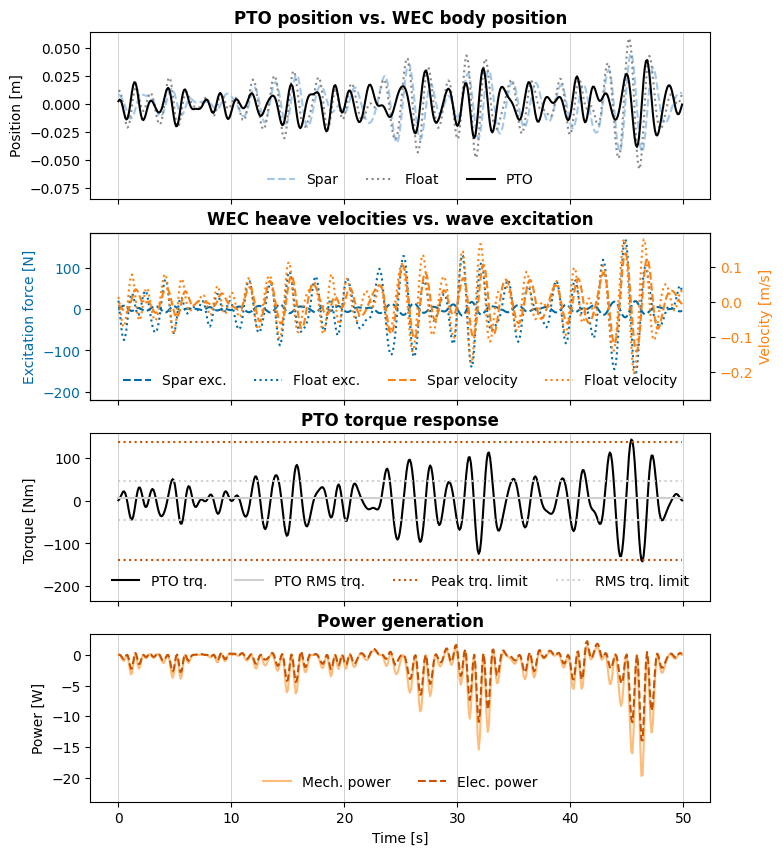 PTO position vs. WEC body position
Position [m]
0.050
0.025
0.000
−0.025
−0.050
−0.075
Spar Float PTO
WEC heave velocities vs. wave excitation
Excitation force [N]
100
0
−100
−200
0.1
0.0
−0.1
−0.2
Velocity [m/s]
Spar exc. Float exc. Spar velocity Float velocity
PTO torque response
Torque [Nm]
100
0
−100
−200
PTO trq. PTO RMS trq. Peak trq. limit RMS trq. limit
Power generation
Power [W]
0
−5
−10
−15
−20
Mech. power Elec. power
0 10 20 30 40 50
Time [s]